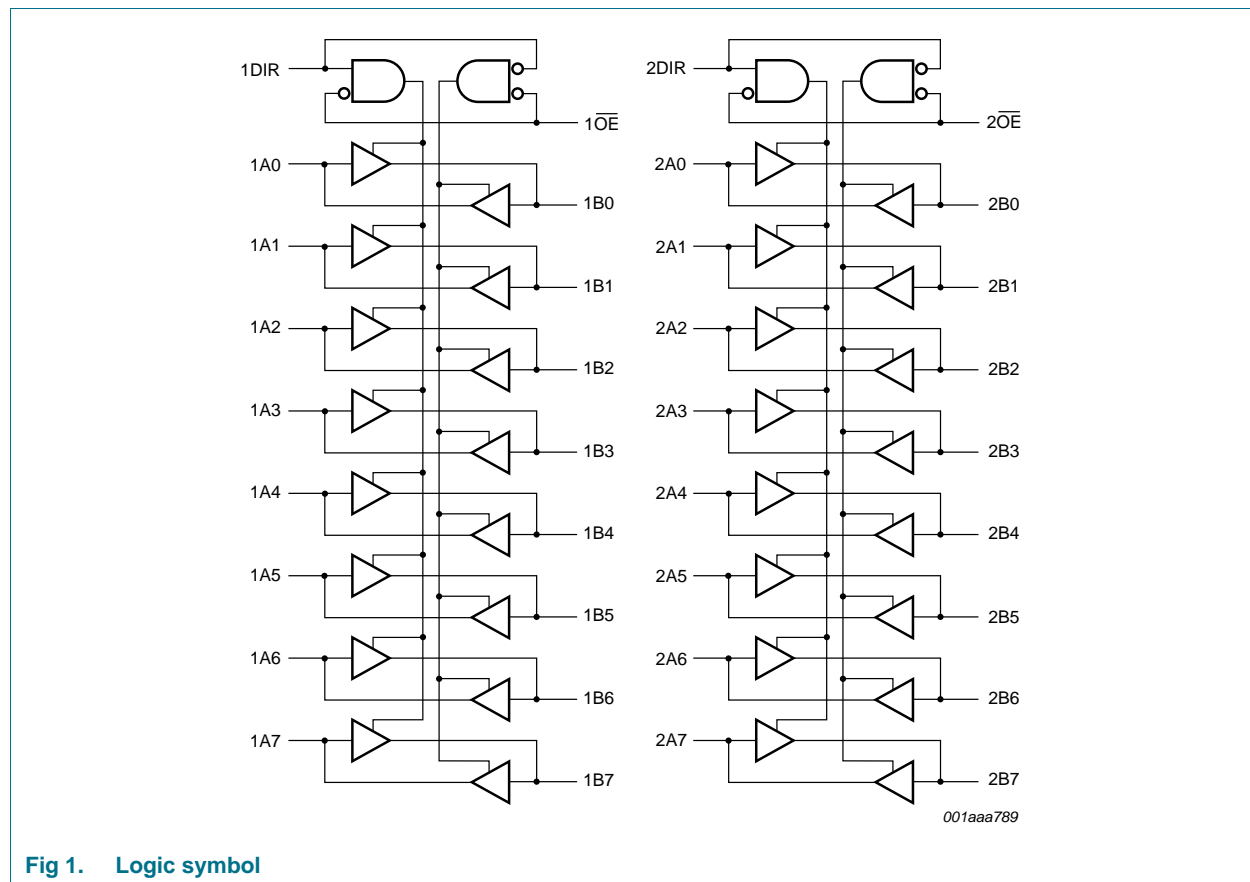 1DIR
2DIR
1O̅E̅
2O̅E̅
1A0
2A0
1B0
2B0
1A1
2A1
1B1
2B1
1A2
2A2
1B2
2B2
1A3
2A3
1B3
2B3
1A4
2A4
1B4
2B4
1A5
2A5
1B5
2B5
1A6
2A6
1B6
2B6
1A7
2A7
1B7
2B7
001aaa789
Fig 1. Logic symbol